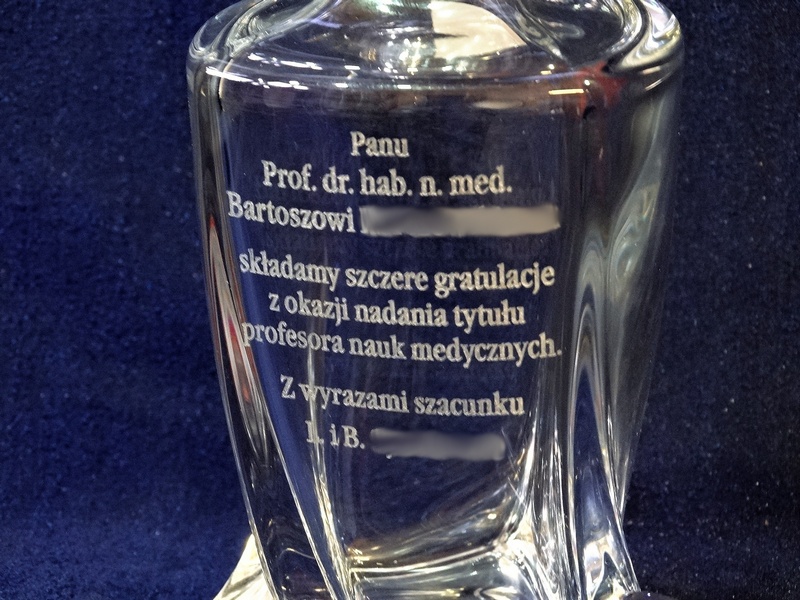 Panu
Prof. dr. hab. n. med.
Bartoszowi
składamy szczere gratulacje
z okazji nadania tytułu
profesora nauk medycznych.
Z wyrazami szacunku
i B.